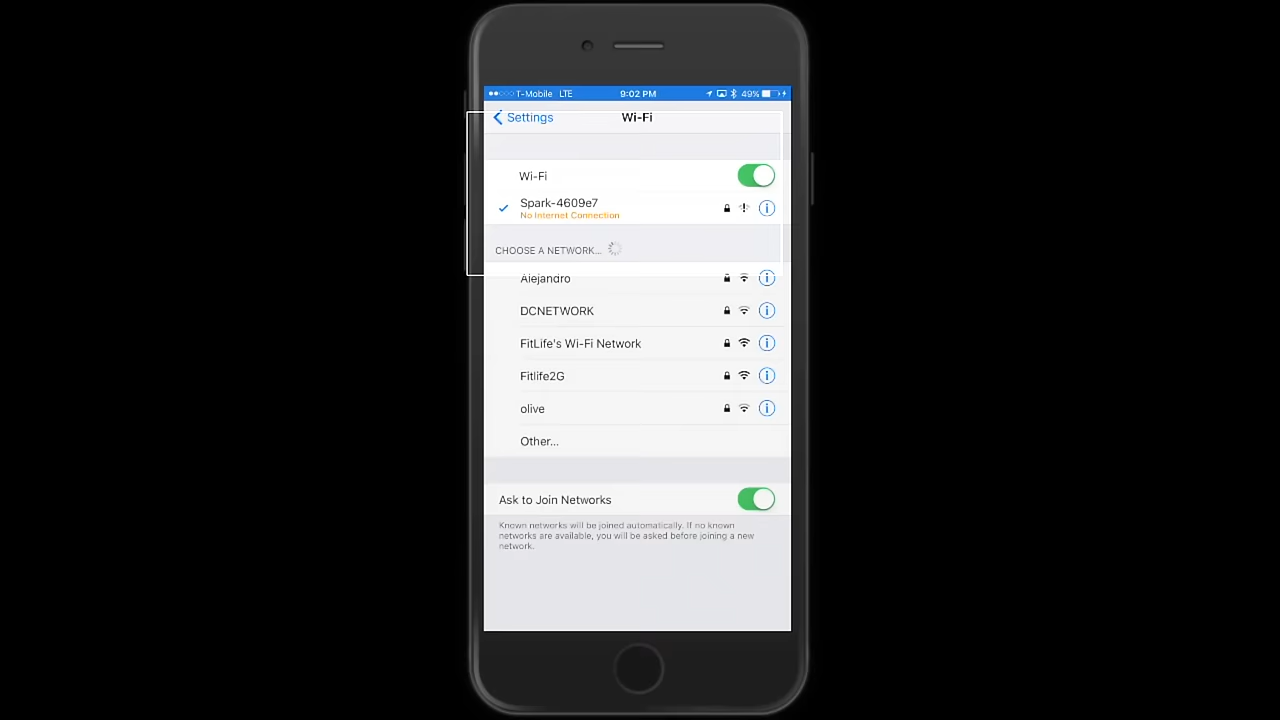 T-Mobile LTE 9:02 PM 49%
Settings Wi-Fi
Wi-Fi
Spark-4609e7
No Internet Connection
CHOOSE A NETWORK...
Alejandro
DCNETWORK
FitLife's Wi-Fi Network
Fitlife2G
olive
Other...
Ask to Join Networks
Known networks will be joined automatically. If no known
networks are available, you will be asked before joining a new
network.